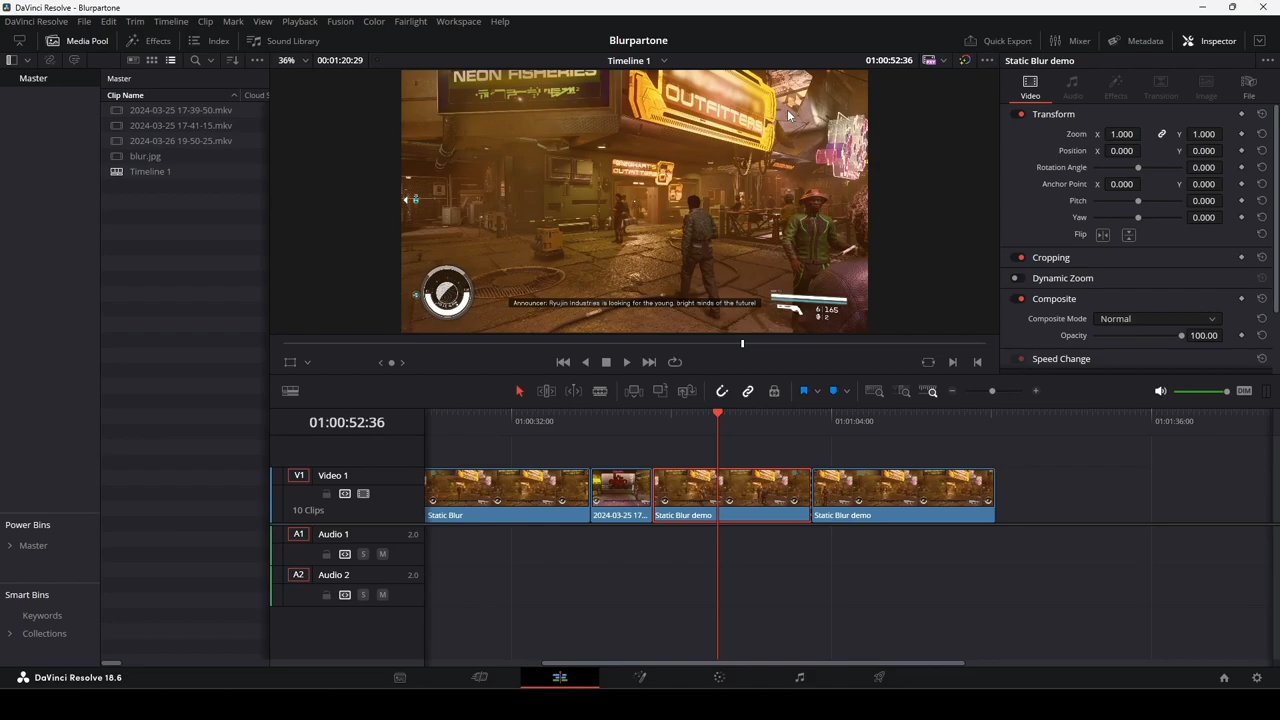 DaVinci Resolve - Blurpartone
DaVinci Resolve File Edit Trim Timeline Clip Mark View Playback Fusion Color Fairlight Workspace Help
Media Pool Effects Index Sound Library Blurpartone Quick Export Mixer Metadata Inspector
36% 00:01:20:29 Timeline 1 01:00:52:36 Static Blur demo
Master
Master
Clip Name Cloud S
2024-03-25 17-39-50.mkv
2024-03-25 17-41-15.mkv
2024-03-26 19-50-25.mkv
blur.jpg
Timeline 1
Power Bins
Master
Smart Bins
Keywords
Collections
NEON FISHERIES
OUTFITTERS
SIEGHART'S
OUTFITTERS
Announcer: Ryujin Industries is looking for the young, bright minds of the future!
6 165
2
Video Audio Effects Transition Image File
Transform
Zoom X 1.000 Y 1.000
Position X 0.000 Y 0.000
Rotation Angle 0.000
Anchor Point X 0.000 Y 0.000
Pitch 0.000
Yaw 0.000
Flip
Cropping
Dynamic Zoom
Composite
Composite Mode Normal
Opacity 100.00
Speed Change
DIM
01:00:52:36 01:00:32:00 01:01:04:00 01:01:36:00
V1 Video 1
10 Clips
Static Blur 2024-03-25 17... Static Blur demo Static Blur demo
A1 Audio 1 2.0
S M
A2 Audio 2 2.0
S M
DaVinci Resolve 18.6